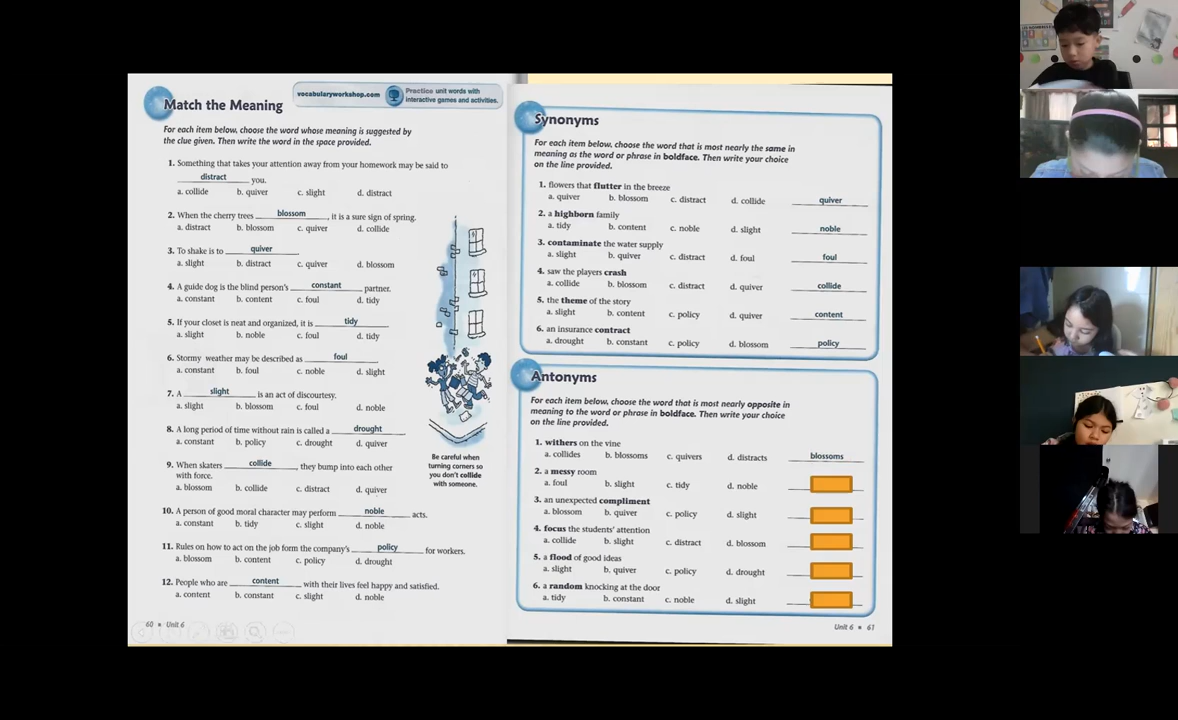 Match the Meaning
vocabularyworkshop.com
Practice unit words with
interactive games and activities.
For each item below, choose the word whose meaning is suggested by
the clue given. Then write the word in the space provided.
1. Something that takes your attention away from your homework may be said to
distract you.
a. collide b. quiver c. slight d. distract
2. When the cherry trees blossom, it is a sure sign of spring.
a. distract b. blossom c. quiver d. collide
3. To shake is to quiver
a. slight b. distract c. quiver d. blossom
4. A guide dog is the blind person's constant partner.
a. constant b. content c. foul d. tidy
5. If your closet is neat and organized, it is tidy
a. slight b. noble c. foul d. tidy
6. Stormy weather may be described as foul
a. constant b. foul c. noble d. slight
7. A slight is an act of discourtesy.
a. slight b. blossom c. foul d. noble
8. A long period of time without rain is called a drought
a. constant b. policy c. drought d. quiver
9. When skaters collide, they bump into each other
with force.
a. blossom b. collide c. distract d. quiver
10. A person of good moral character may perform noble acts.
a. constant b. tidy c. slight d. noble
11. Rules on how to act on the job form the company's policy for workers.
a. blossom b. content c. policy d. drought
12. People who are content with their lives feel happy and satisfied.
a. content b. constant c. slight d. noble
Be careful when
turning corners so
you don't collide
with someone.
60 ▪ Unit 6
Synonyms
For each item below, choose the word that is most nearly the same in
meaning as the word or phrase in boldface. Then write your choice
on the line provided.
1. flowers that flutter in the breeze
a. quiver b. blossom c. distract d. collide quiver
2. a highborn family
a. tidy b. content c. noble d. slight noble
3. contaminate the water supply
a. slight b. quiver c. distract d. foul foul
4. saw the players crash
a. collide b. blossom c. distract d. quiver collide
5. the theme of the story
a. slight b. content c. policy d. quiver content
6. an insurance contract
a. drought b. constant c. policy d. blossom policy
Antonyms
For each item below, choose the word that is most nearly opposite in
meaning to the word or phrase in boldface. Then write your choice
on the line provided.
1. withers on the vine
a. collides b. blossoms c. quivers d. distracts blossoms
2. a messy room
a. foul b. slight c. tidy d. noble
3. an unexpected compliment
a. blossom b. quiver c. policy d. slight
4. focus the students' attention
a. collide b. slight c. distract d. blossom
5. a flood of good ideas
a. slight b. quiver c. policy d. drought
6. a random knocking at the door
a. tidy b. constant c. noble d. slight
Unit 6 ▪ 61